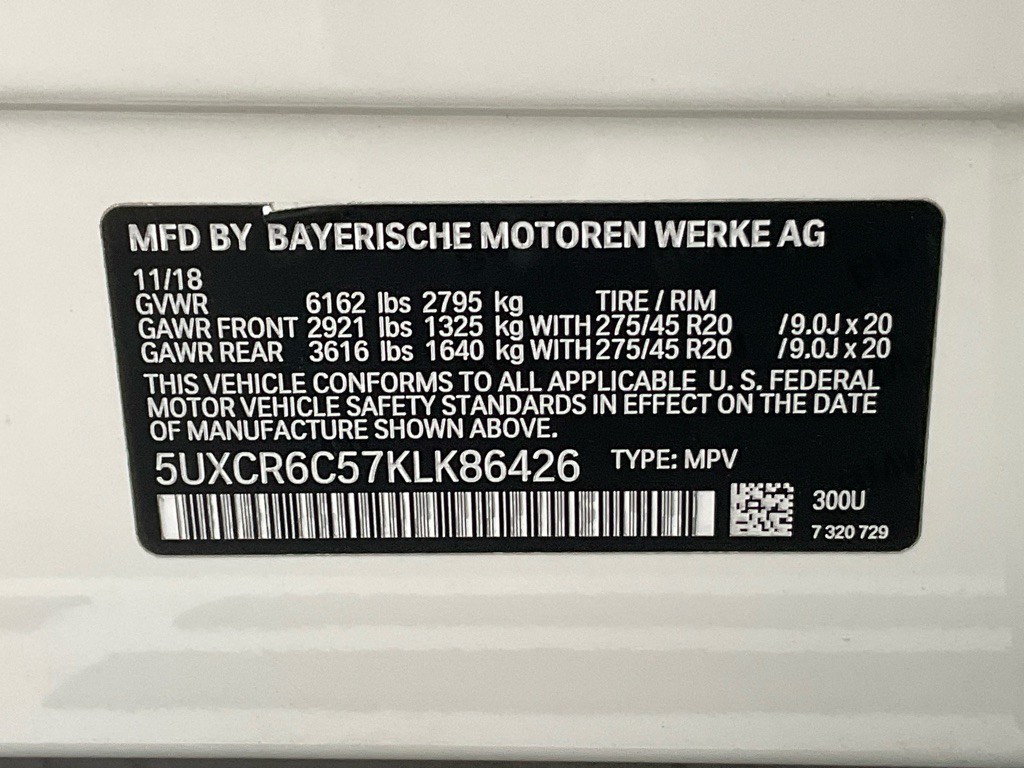 MFD BY BAYERISCHE MOTOREN WERKE AG
11/18
GVWR 6162 lbs 2795 kg TIRE / RIM
GAWR FRONT 2921 lbs 1325 kg WITH 275/45 R20 /9.0J x 20
GAWR REAR 3616 lbs 1640 kg WITH 275/45 R20 /9.0J x 20
THIS VEHICLE CONFORMS TO ALL APPLICABLE U. S. FEDERAL
MOTOR VEHICLE SAFETY STANDARDS IN EFFECT ON THE DATE
OF MANUFACTURE SHOWN ABOVE.
5UXCR6C57KLK86426 TYPE: MPV
300U
7 320 729